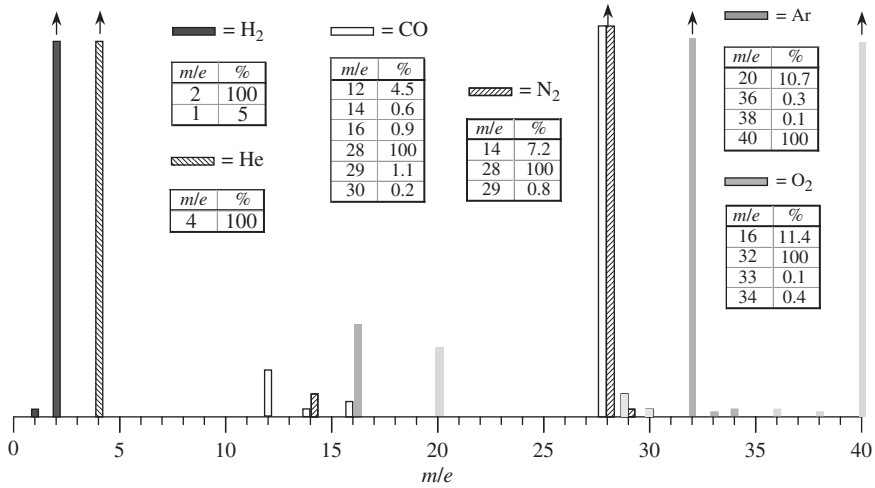 = H₂
m/e %
2 100
1 5
= He
m/e %
4 100
= CO
m/e %
12 4.5
14 0.6
16 0.9
28 100
29 1.1
30 0.2
= N₂
m/e %
14 7.2
28 100
29 0.8
= Ar
m/e %
20 10.7
36 0.3
38 0.1
40 100
= O₂
m/e %
16 11.4
32 100
33 0.1
34 0.4
0 5 10 15 20 25 30 35 40
m/e